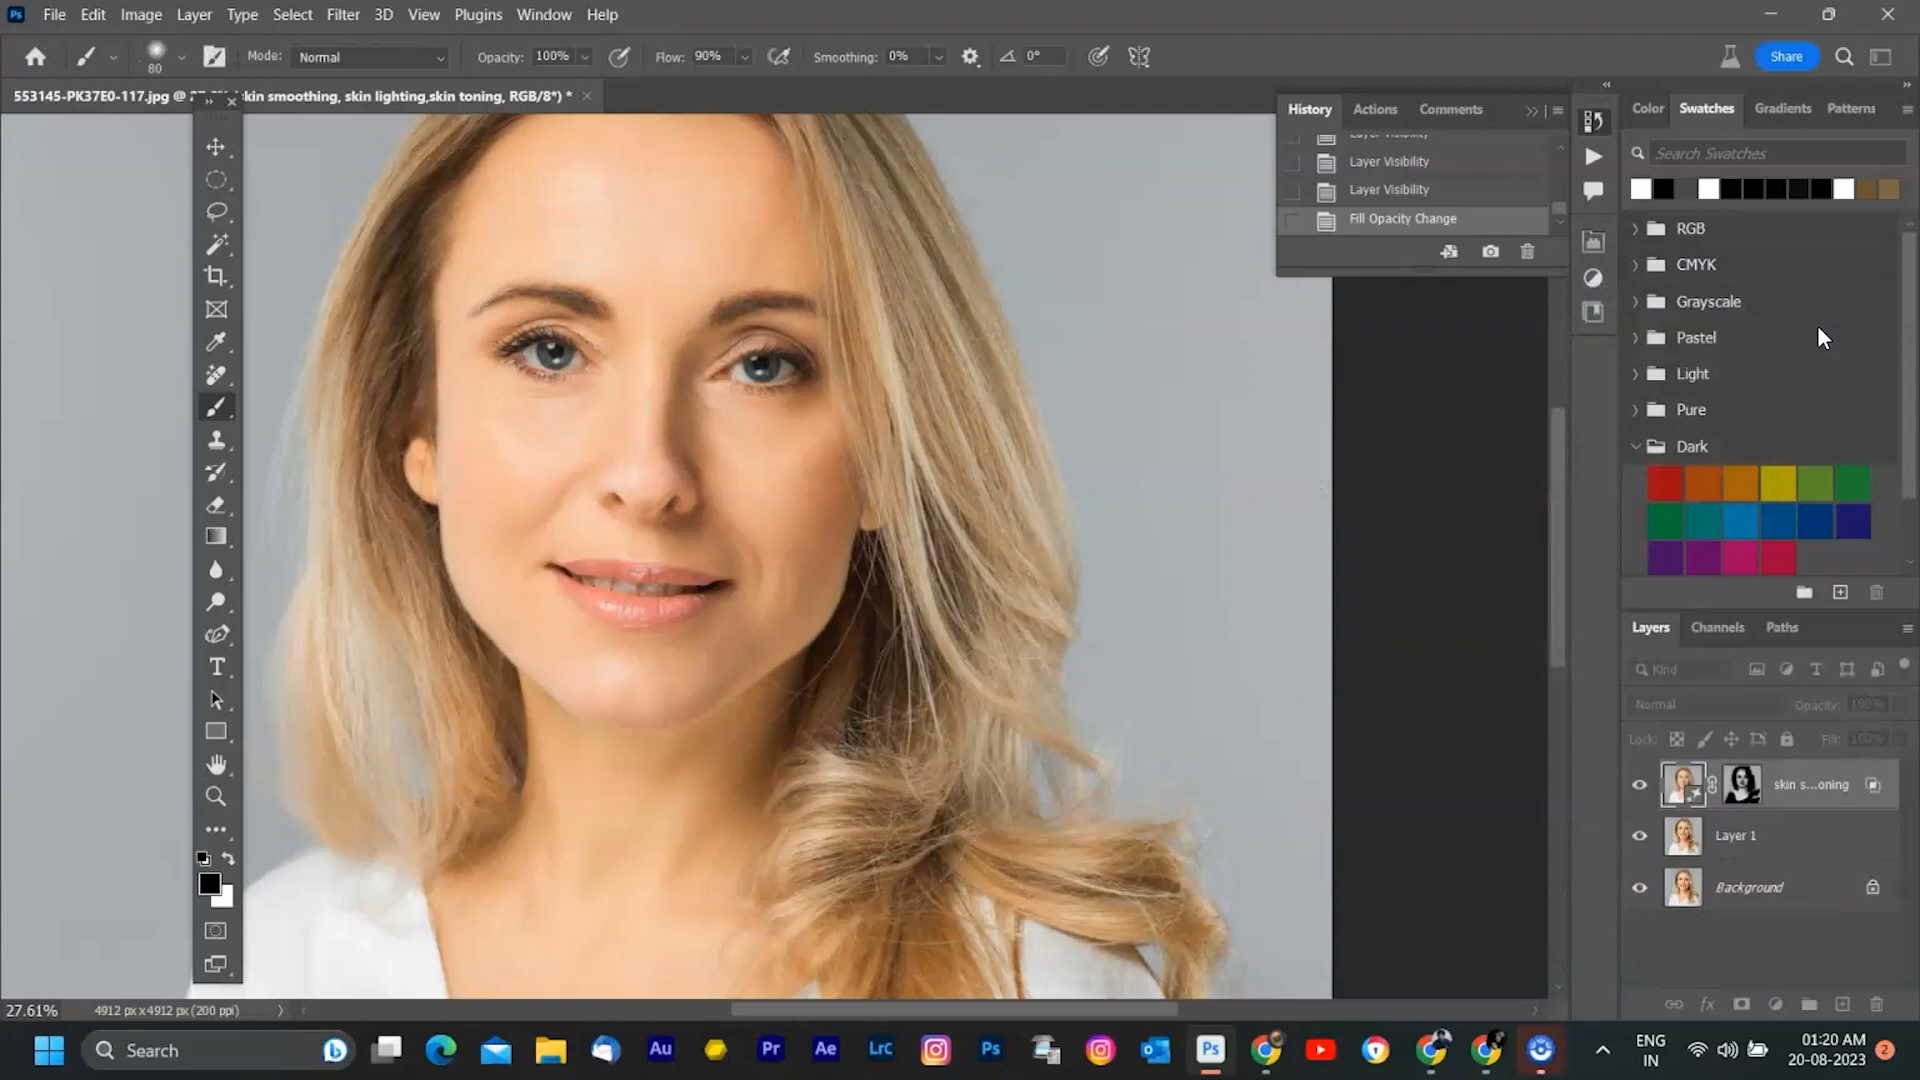 Ps File Edit Image Layer Type Select Filter 3D View Plugins Window Help
80 Mode: Normal Opacity: 100% Flow: 90% Smoothing: 0% 0° Share
553145-PK37E0-117.jpg @ skin smoothing, skin lighting,skin toning, RGB/8*) *
History Actions Comments
Layer Visibility
Layer Visibility
Layer Visibility
Fill Opacity Change
Color Swatches Gradients Patterns
Search Swatches
RGB
CMYK
Grayscale
Pastel
Light
Pure
Dark
Layers Channels Paths
Kind
Normal Opacity: 100%
Lock: Fill: 100%
skin s...oning
Layer 1
Background
27.61% 4912 px x 4912 px (200 ppi)
Search Au Pr Ae LrC Ps Ps ENG 01:20 AM
IN 20-08-2023 2